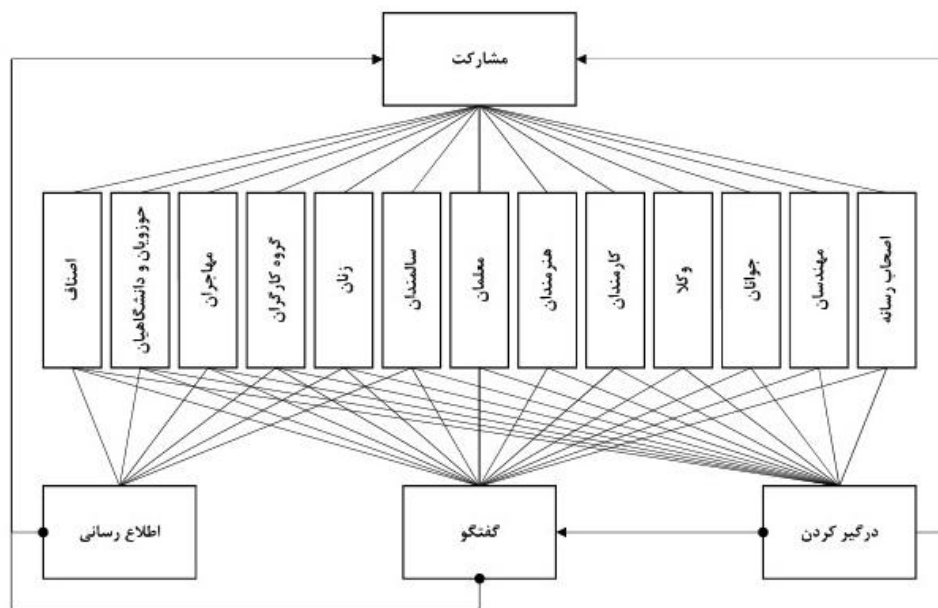 مشارکت
اصحاب رسانه
مهندسان
جوانان
وکلا
کارمندان
هنرمندان
معلمان
سالمندان
زنان
گروه کارگران
مهاجران
حوزویان و دانشگاهیان
اصناف
درگیر کردن
گفتگو
اطلاع رسانی